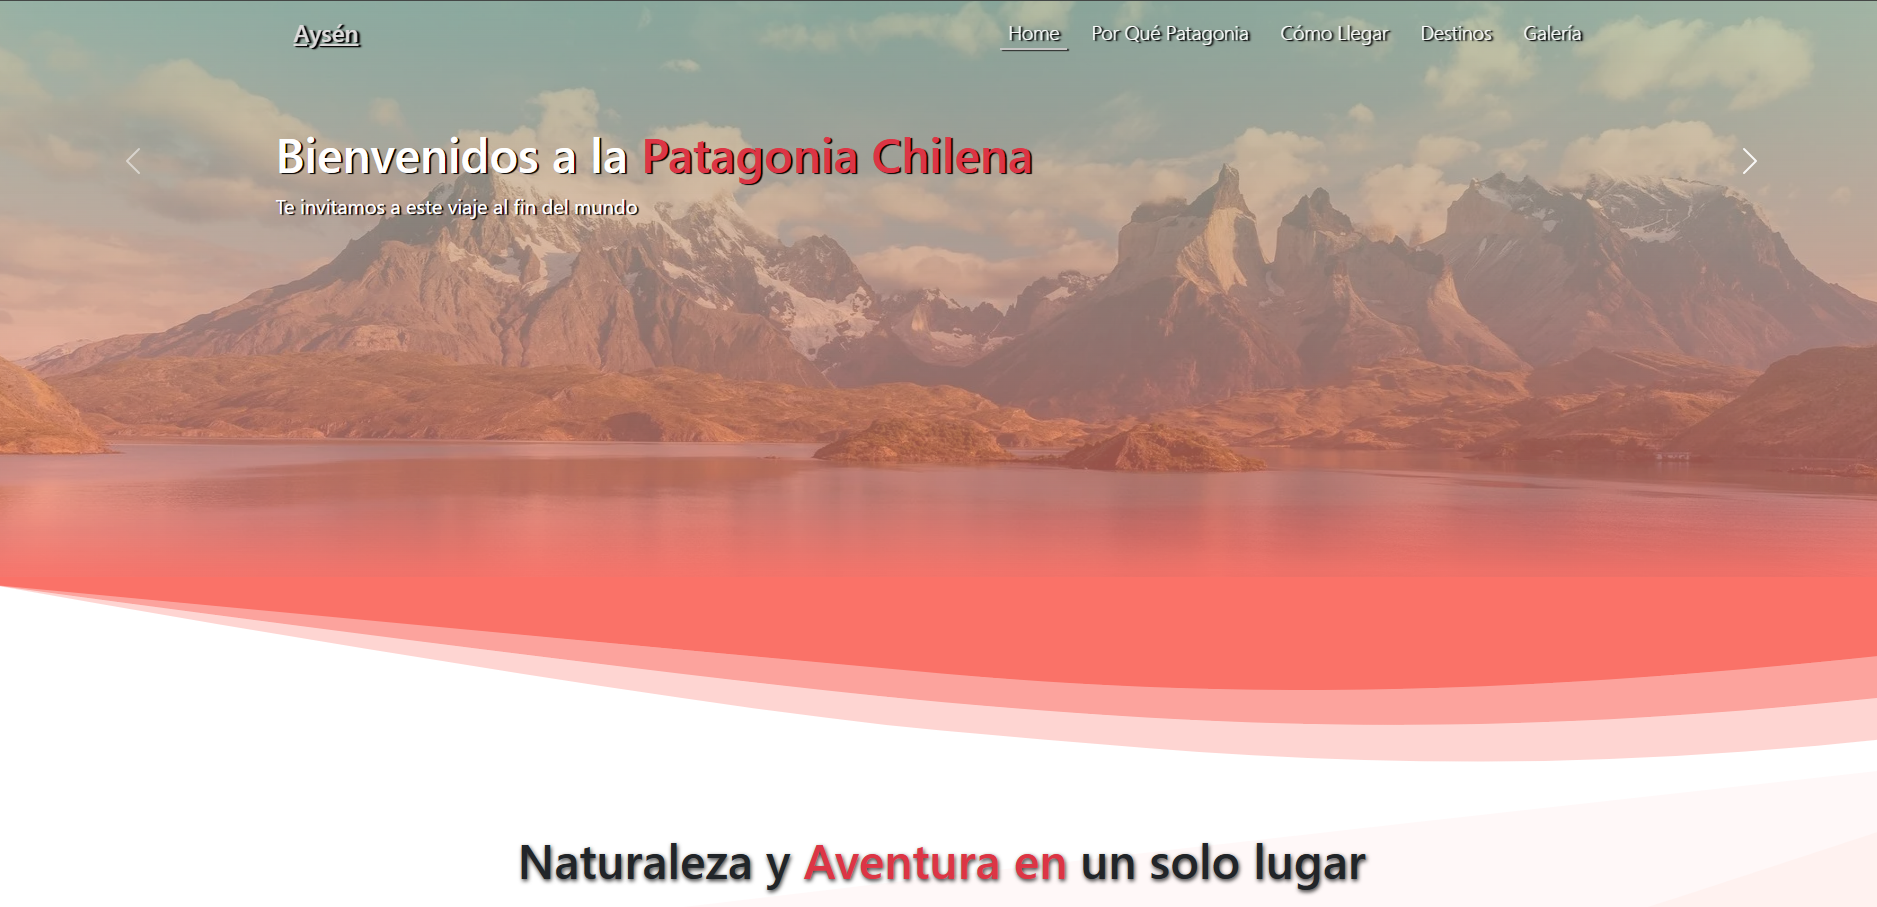 Aysén
Home
Por Qué Patagonia
Cómo Llegar
Destinos
Galería
Bienvenidos a la Patagonia Chilena
Te invitamos a este viaje al fin del mundo
Naturaleza y Aventura en un solo lugar